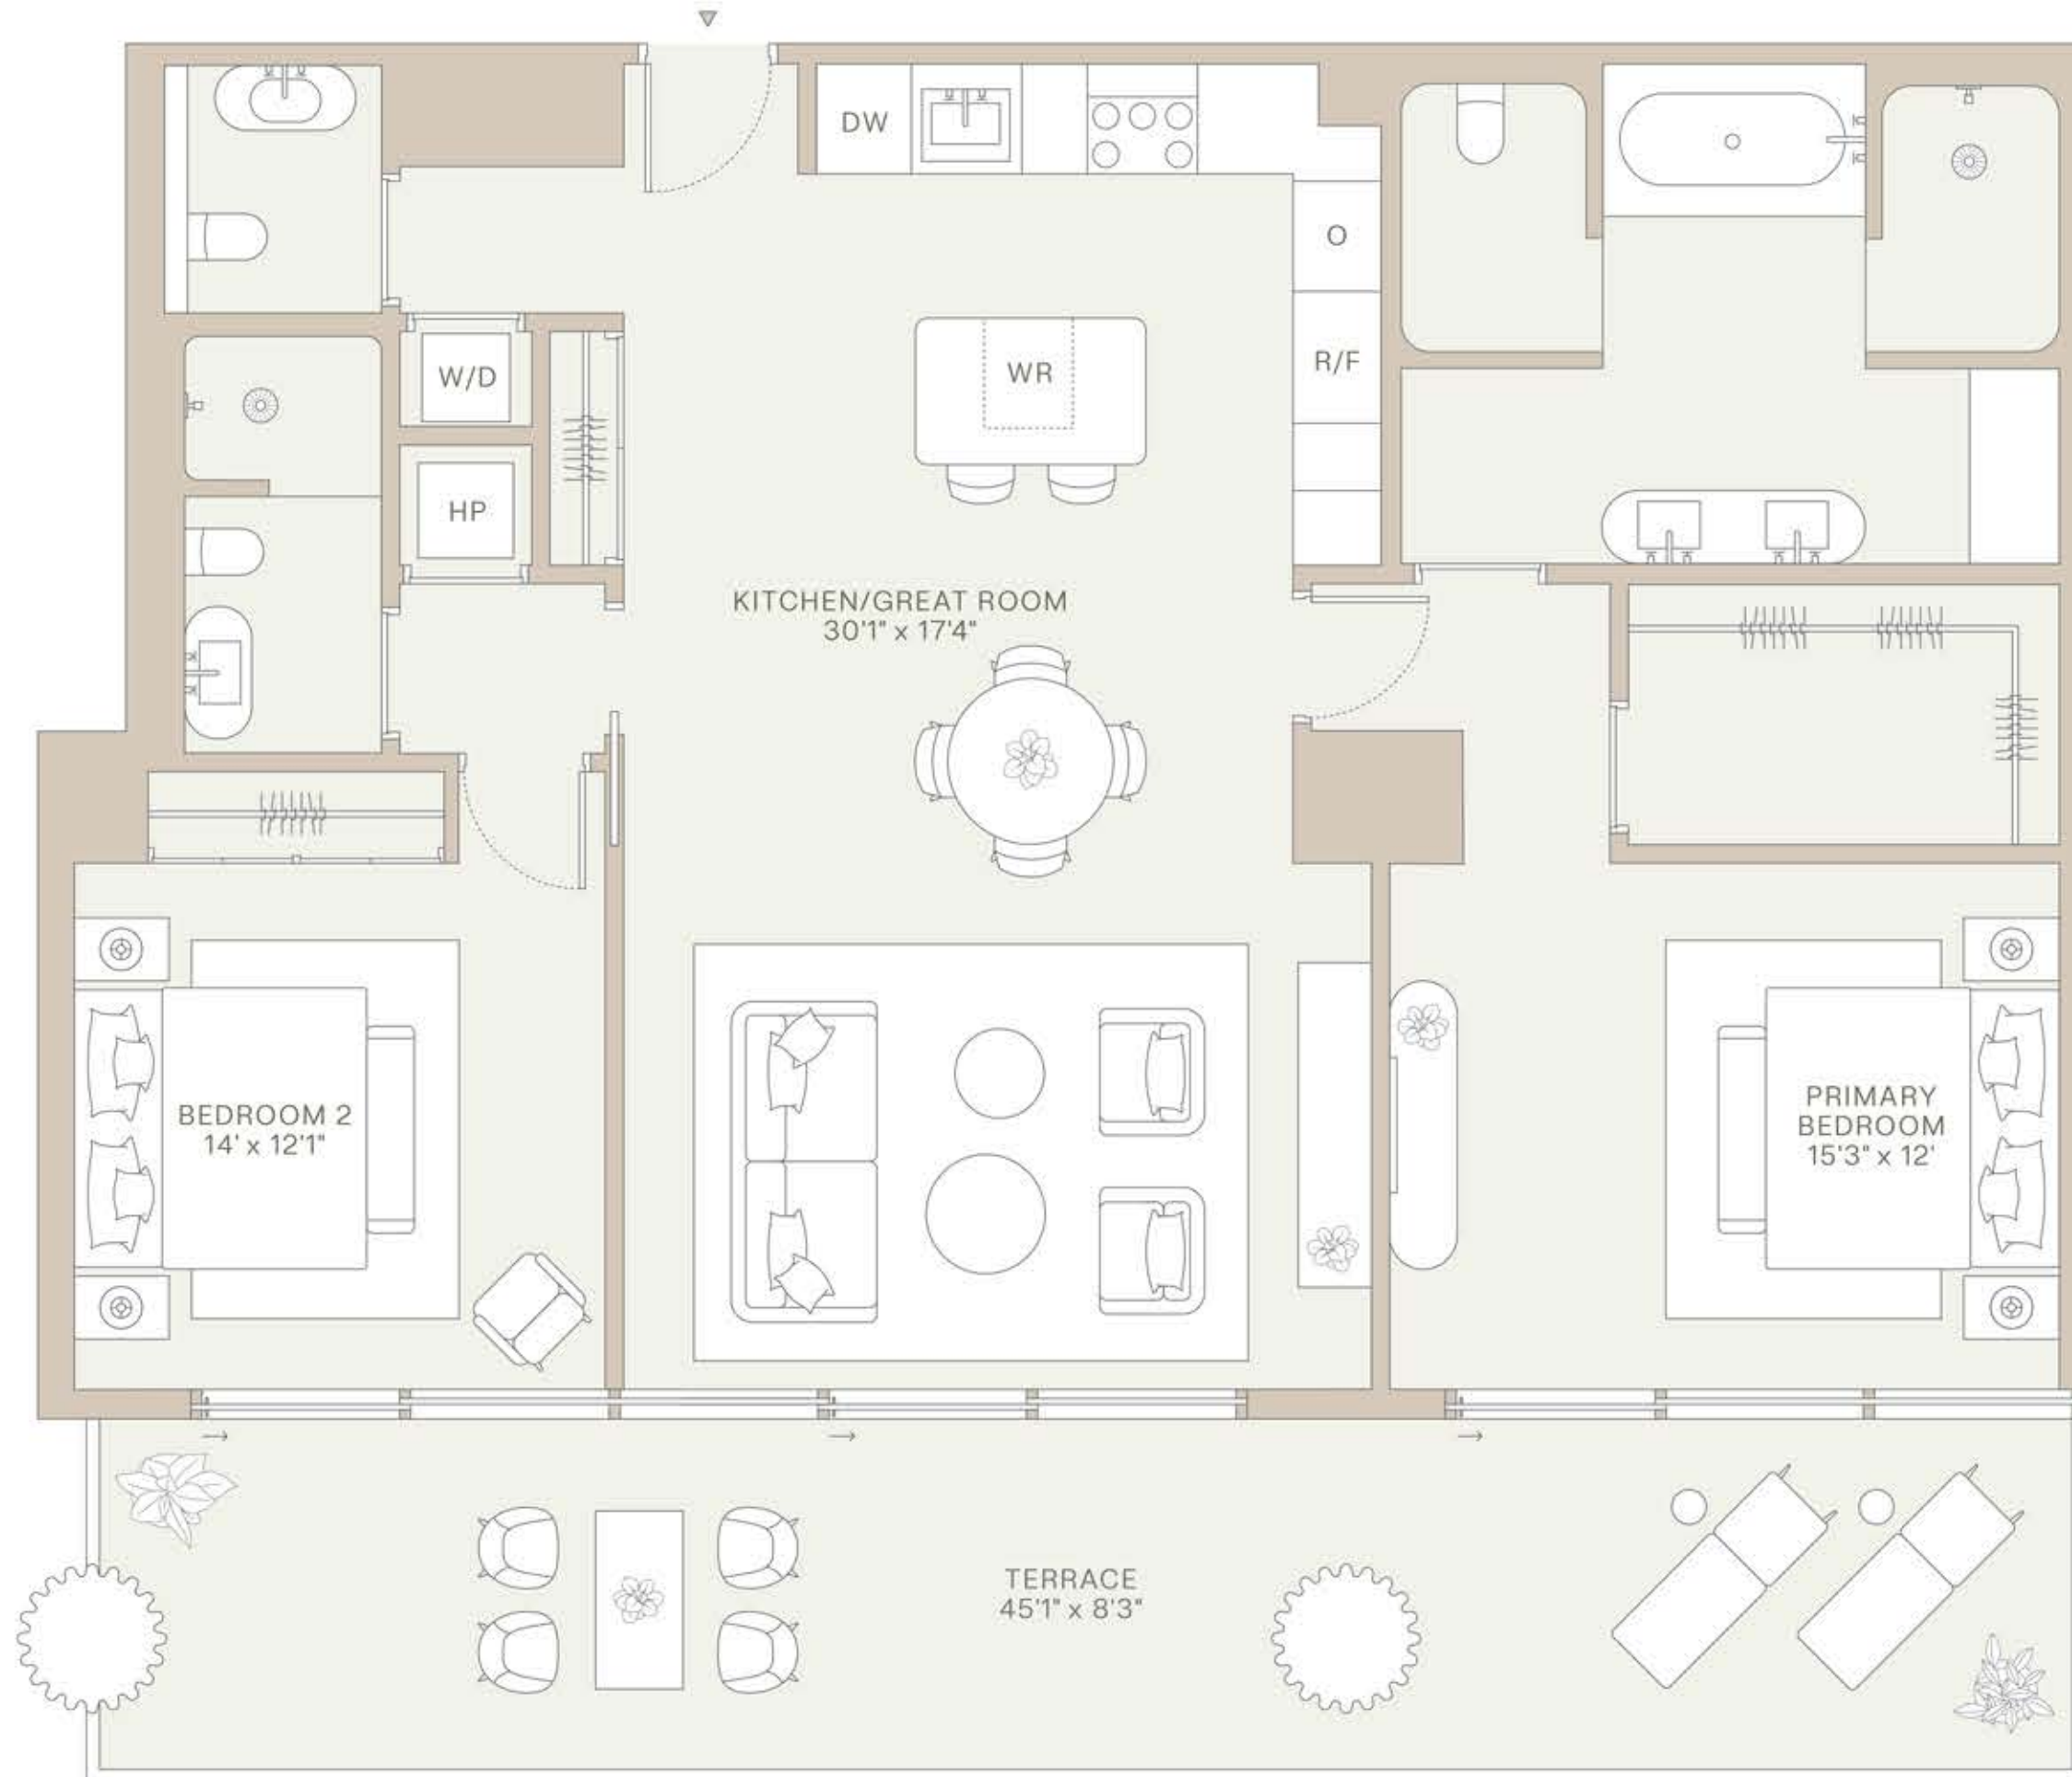 DW
O
W/D
WR
R/F
HP
KITCHEN/GREAT ROOM
30'1" x 17'4"
BEDROOM 2
14' x 12'1"
PRIMARY
BEDROOM
15'3" x 12'
TERRACE
45'1" x 8'3"